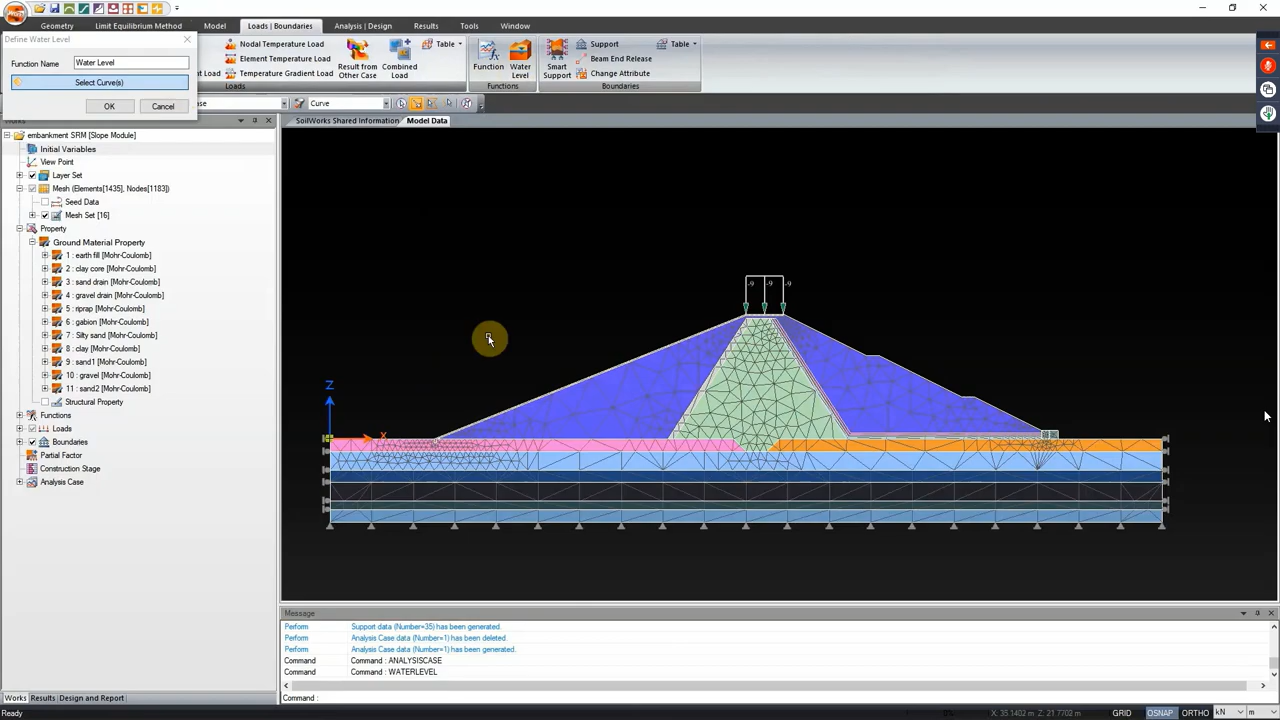 Geometry Limit Equilibrium Method Model Loads | Boundaries Analysis | Design Results Tools Window
Define Water Level
Function Name Water Level
Select Curve(s)
OK Cancel
Nodal Temperature Load
Element Temperature Load
Temperature Gradient Load
Result from
Other Case
Combined
Load
Table
Loads
Function
Water
Level
Functions
Smart
Support
Support
Beam End Release
Change Attribute
Table
Boundaries
Curve
Works
SoilWorks Shared Information Model Data
embankment SRM [Slope Module]
Initial Variables
View Point
Layer Set
Mesh (Elements[1435], Nodes[1183])
Seed Data
Mesh Set [16]
Property
Ground Material Property
1 : earth fill [Mohr-Coulomb]
2 : clay core [Mohr-Coulomb]
3 : sand drain [Mohr-Coulomb]
4 : gravel drain [Mohr-Coulomb]
5 : riprap [Mohr-Coulomb]
6 : gabion [Mohr-Coulomb]
7 : Silty sand [Mohr-Coulomb]
8 : clay [Mohr-Coulomb]
9 : sand1 [Mohr-Coulomb]
10 : gravel [Mohr-Coulomb]
11 : sand2 [Mohr-Coulomb]
Structural Property
Functions
Loads
Boundaries
Partial Factor
Construction Stage
Analysis Case
-9 -9 -9
Z
X
Message
Perform Support data (Number=35) has been generated.
Perform Analysis Case data (Number=1) has been deleted.
Perform Analysis Case data (Number=1) has been generated.
Command Command : ANALYSISCASE
Command Command : WATERLEVEL
Command :
Works Results Design and Report
Ready
X: 35.1402 m Z: 21.7702 m GRID OSNAP ORTHO kN m